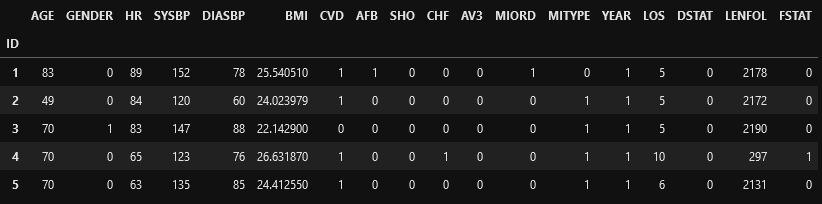 AGE GENDER HR SYSBP DIASBP BMI CVD AFB SHO CHF AV3 MIORD MITYPE YEAR LOS DSTAT LENFOL FSTAT
ID
1 83 0 89 152 78 25.540510 1 1 0 0 0 1 0 1 5 0 2178 0
2 49 0 84 120 60 24.023979 1 0 0 0 0 0 1 1 5 0 2172 0
3 70 1 83 147 88 22.142900 0 0 0 0 0 0 1 1 5 0 2190 0
4 70 0 65 123 76 26.631870 1 0 0 1 0 0 1 1 10 0 297 1
5 70 0 63 135 85 24.412550 1 0 0 0 0 0 1 1 6 0 2131 0